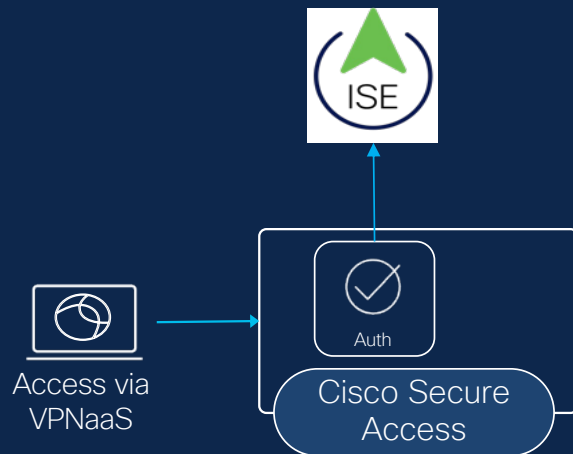 ISE
Auth
Access via
VPNaaS
Cisco Secure
Access